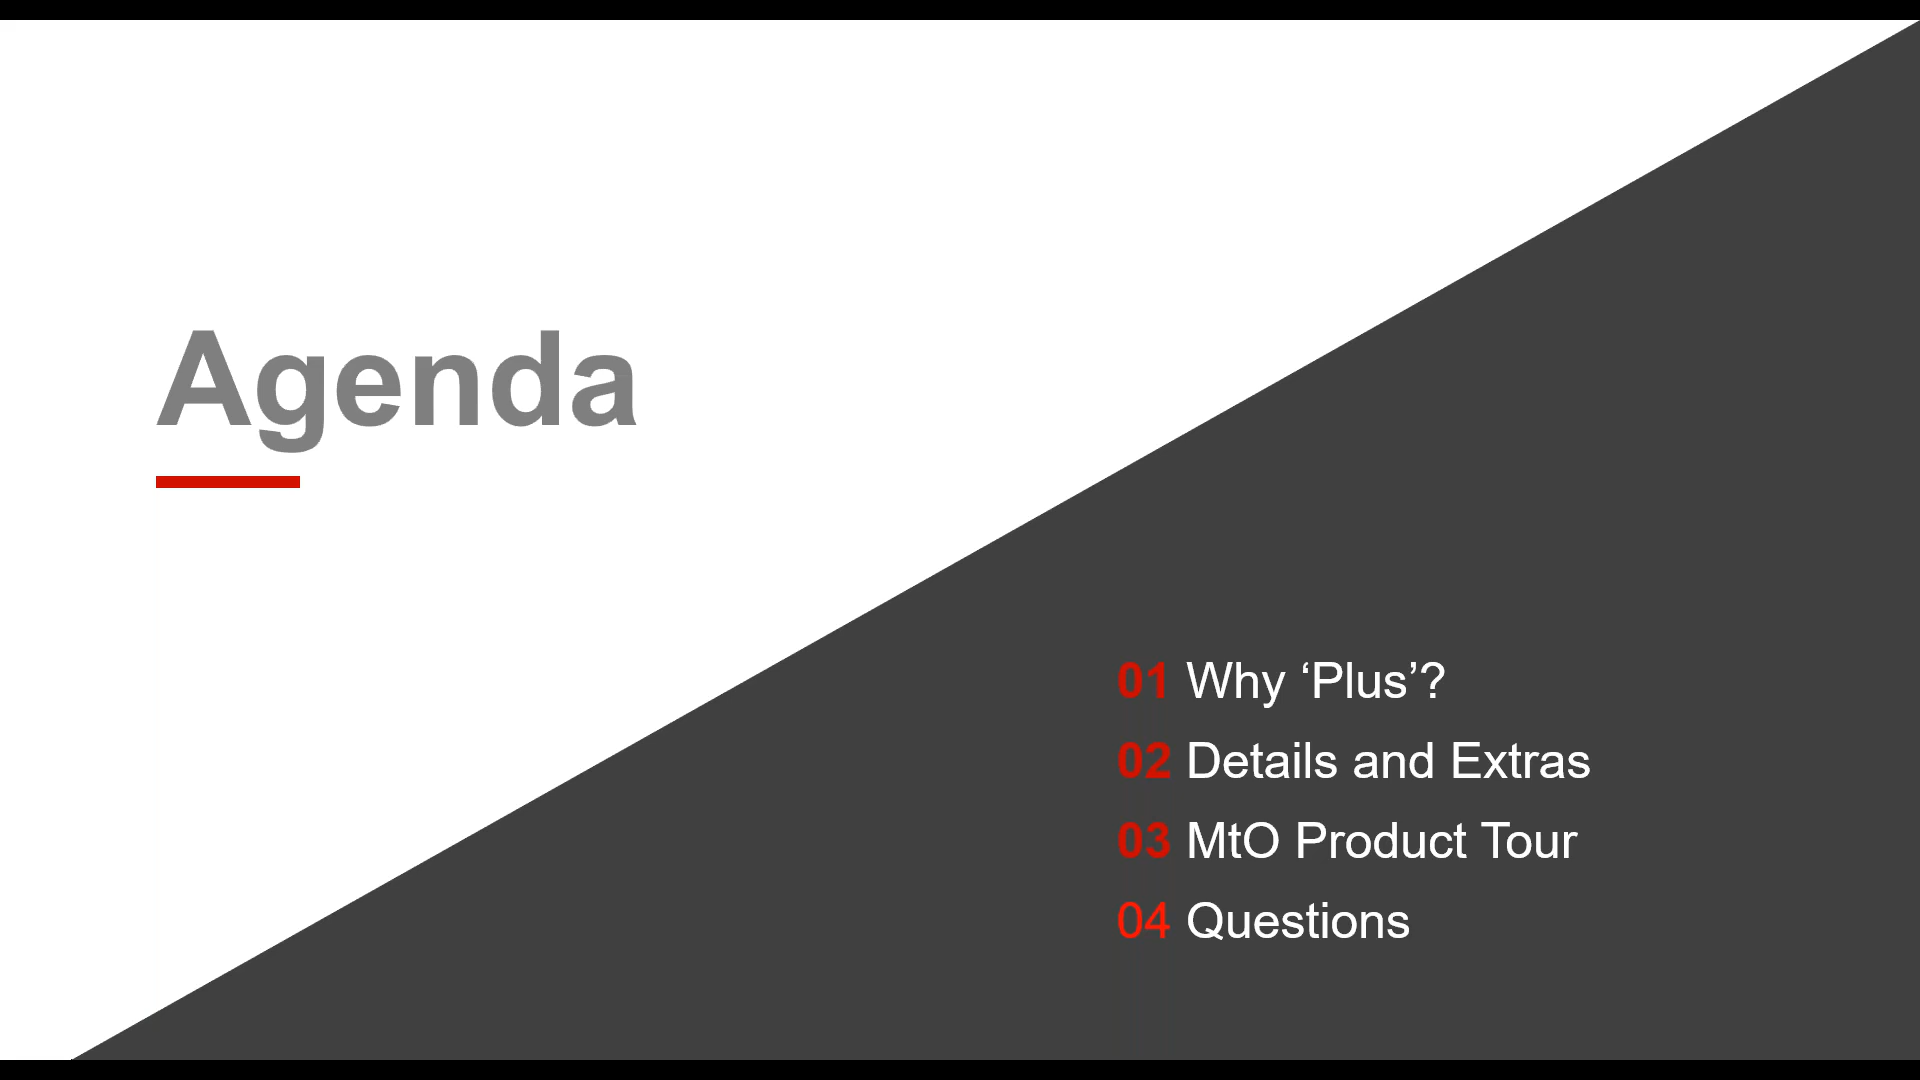 Agenda
01 Why ‘Plus’?
02 Details and Extras
03 MtO Product Tour
04 Questions